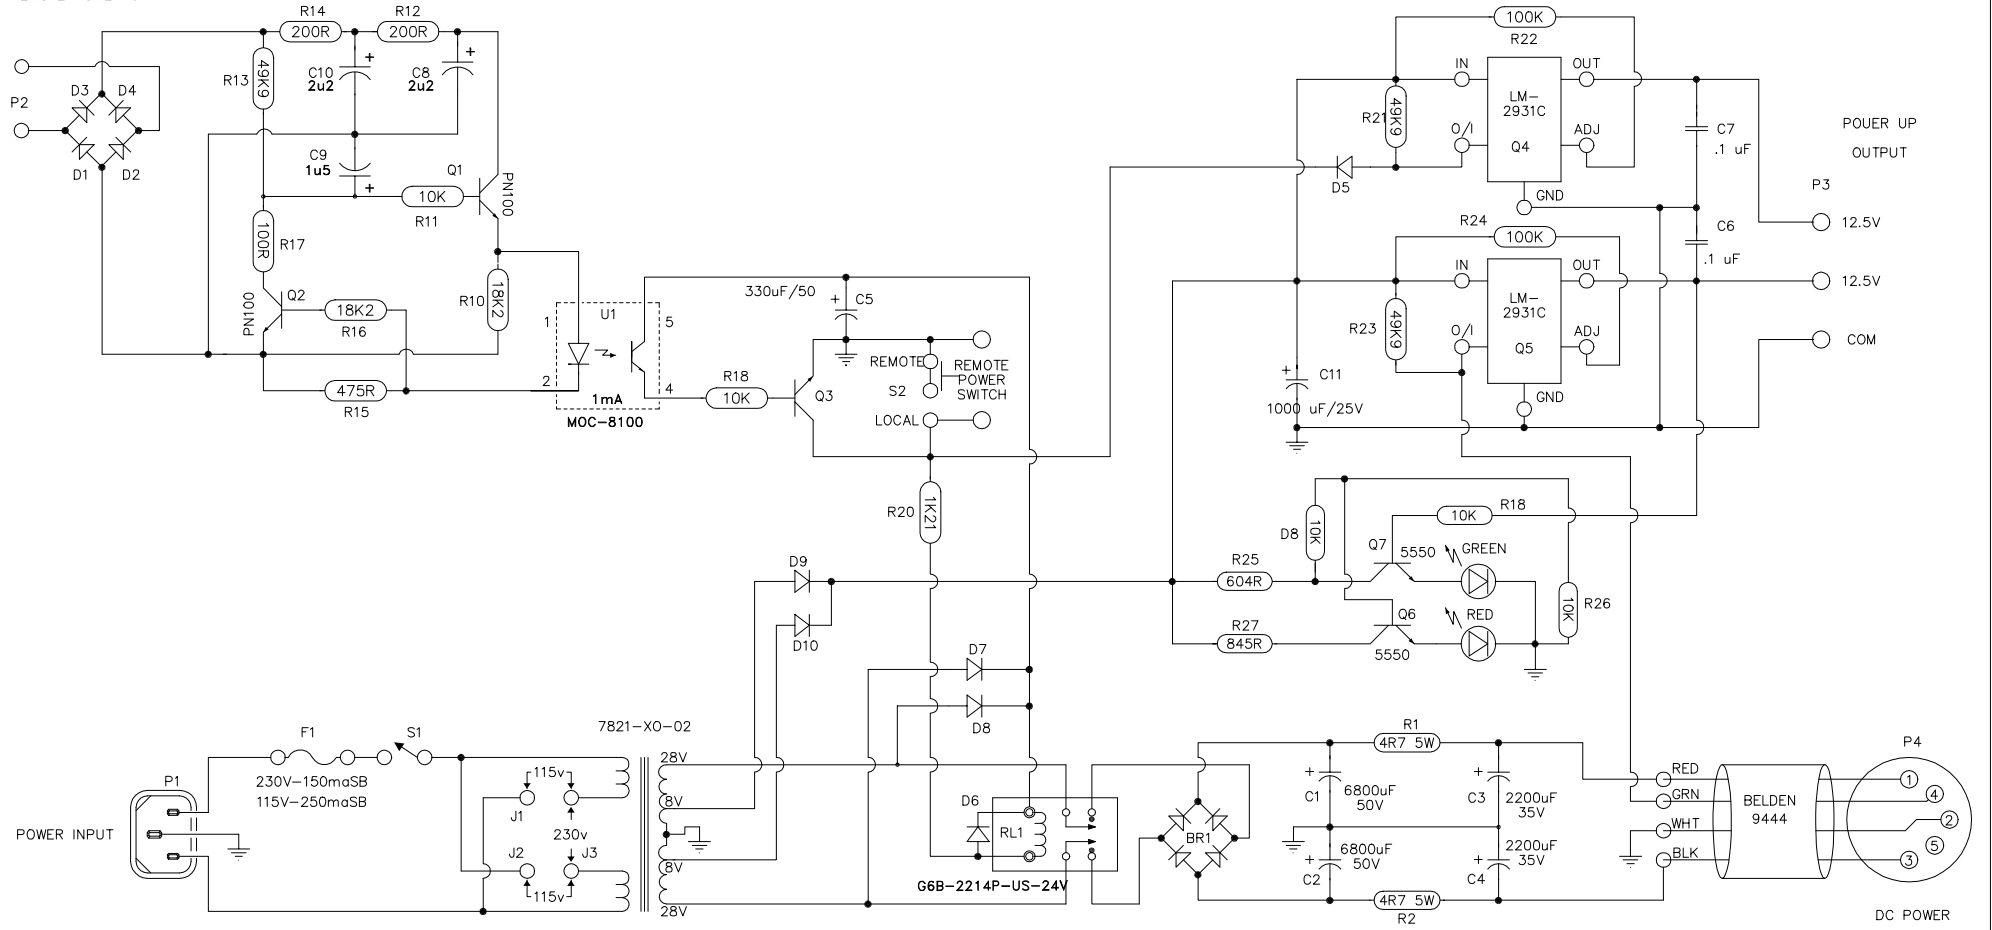 R14
200R
R12
200R
R13
49K9
C10
2u2
C8
2u2
P2
D3
D4
D1
D2
C9
1u5
Q1
PN100
10K
R11
100R
R17
Q2
PN100
18K2
R16
R10
18K2
475R
R15
U1
1
5
2
4
1mA
MOC-8100
330uF/50
C5
R18
10K
Q3
REMOTE
S2
REMOTE
POWER
SWITCH
LOCAL
R20
1K21
D5
100K
R22
IN
OUT
R21
49K9
LM-
2931C
O/I
ADJ
Q4
GND
C7
.1 uF
POUER UP
OUTPUT
P3
12.5V
R24
100K
C6
.1 uF
IN
OUT
12.5V
R23
49K9
LM-
2931C
O/I
ADJ
Q5
GND
COM
C11
1000 uF/25V
D8
10K
10K
R18
Q7
5550
GREEN
R25
604R
R26
10K
Q6
RED
R27
845R
5550
D9
D10
D7
D8
7821-XO-02
F1
S1
P1
230V-150maSB
115V-250maSB
POWER INPUT
115v
J1
230v
J2
J3
115v
28V
8V
8V
28V
D6
RL1
G6B-2214P-US-24V
BR1
R1
4R7 5W
C1
6800uF
50V
C3
2200uF
35V
6800uF
50V
C2
2200uF
35V
C4
4R7 5W
R2
RED
GRN
WHT
BLK
BELDEN
9444
P4
1
4
2
5
3
DC POWER